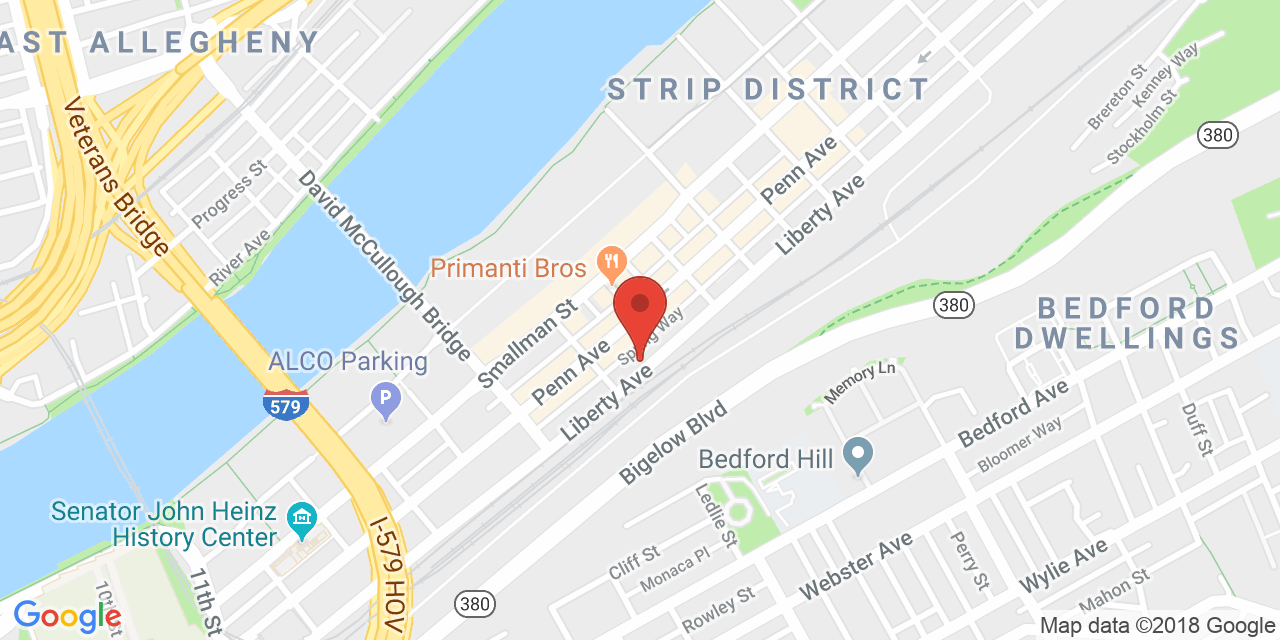 AST ALLEGHENY
STRIP DISTRICT
Brereton St
Kenney Way
Stockholm St
380
Veterans Bridge
Progress St
River Ave
David McCullough Bridge
Penn Ave
Liberty Ave
Primanti Bros
Smallman St
Spring Way
380
BEDFORD
DWELLINGS
ALCO Parking
P
579
Penn Ave
Liberty Ave
Memory Ln
Bedford Ave
Bloomer Way
Duff St
Bigelow Blvd
Bedford Hill
Ledlie St
Senator John Heinz
History Center
I-579 HOV
Cliff St
Monaca Pl
Webster Ave
Perry St
Wylie Ave
Mahon St
Rowley St
380
11th St
10th St
Google
Map data ©2018 Google